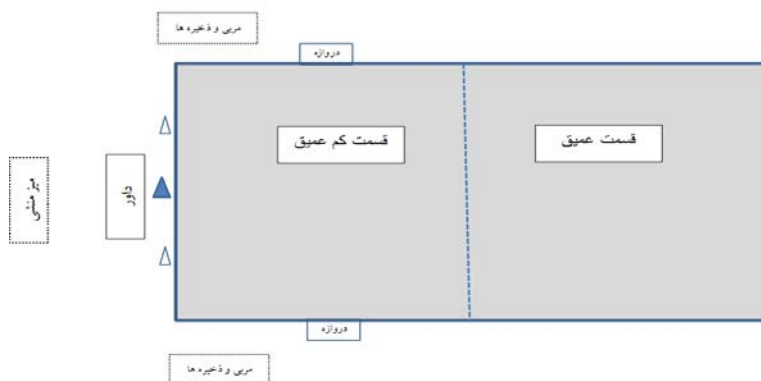 مربی و ذخیره ها
دروازه
قسمت عمیق
قسمت کم عمیق
داور
میز منشی
دروازه
مربی و ذخیره ها